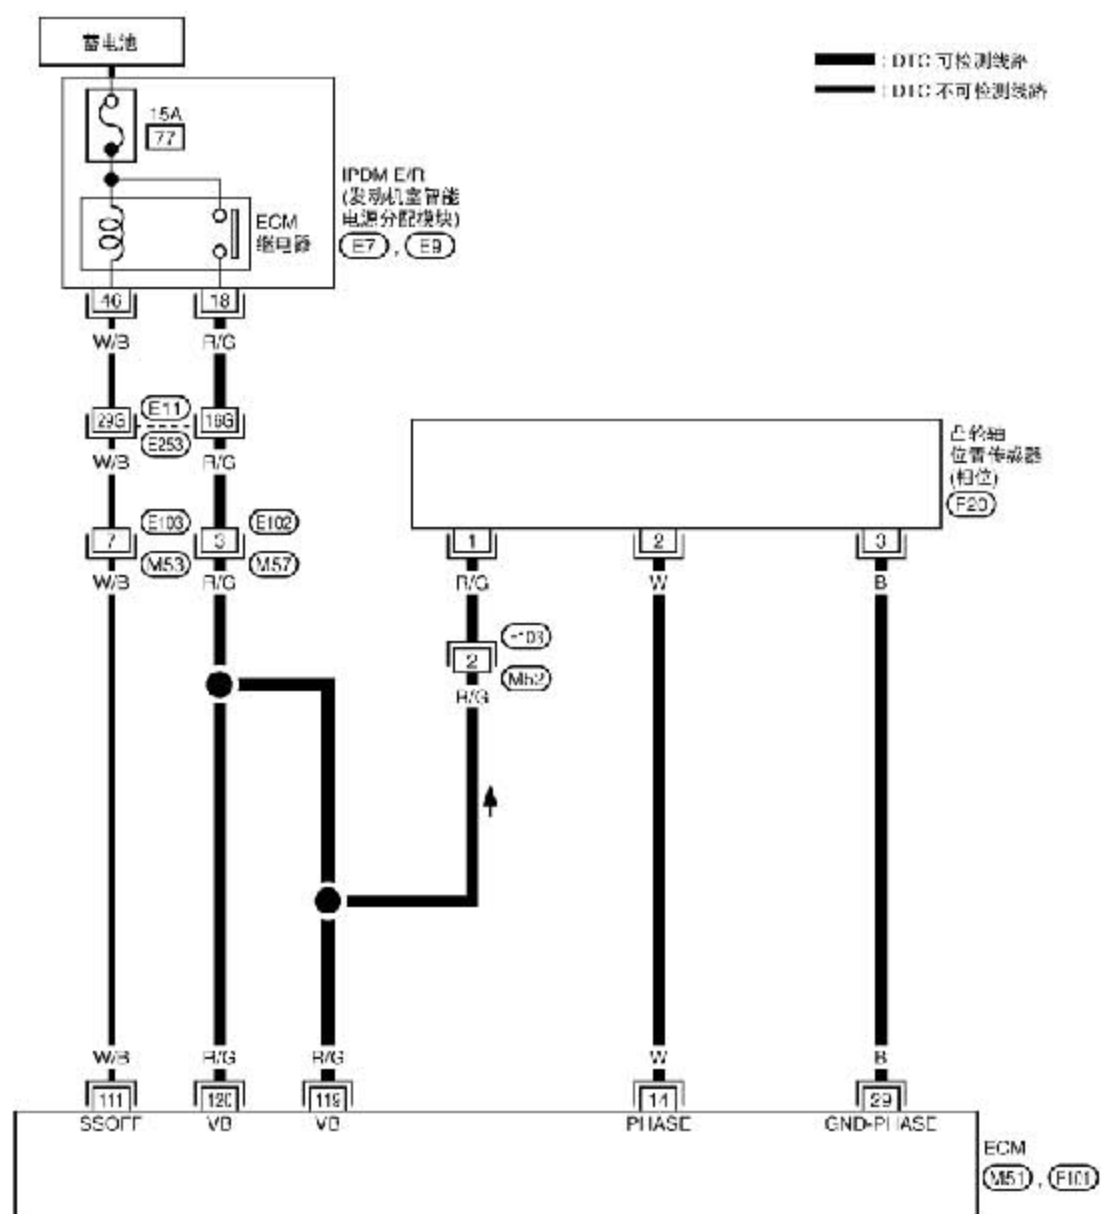 蓄电池
: DTC 可检测线路
: DTC 不可检测线路
15A
77
IPDM E/R
(发动机室智能
电源分配模块)
E7 , E9
ECM
继电器
46
18
W/B
R/G
29G
E11
16G
E253
W/B
R/G
凸轮轴
位置传感器
(相位)
F20
E103
E102
7
3
1
2
3
M53
M57
W/B
R/G
R/G
W
B
F103
2
M52
R/G
W/B
R/G
R/G
W
B
111
120
119
14
29
SSOFF
VB
VB
PHASE
GND-PHASE
ECM
M51 , F101